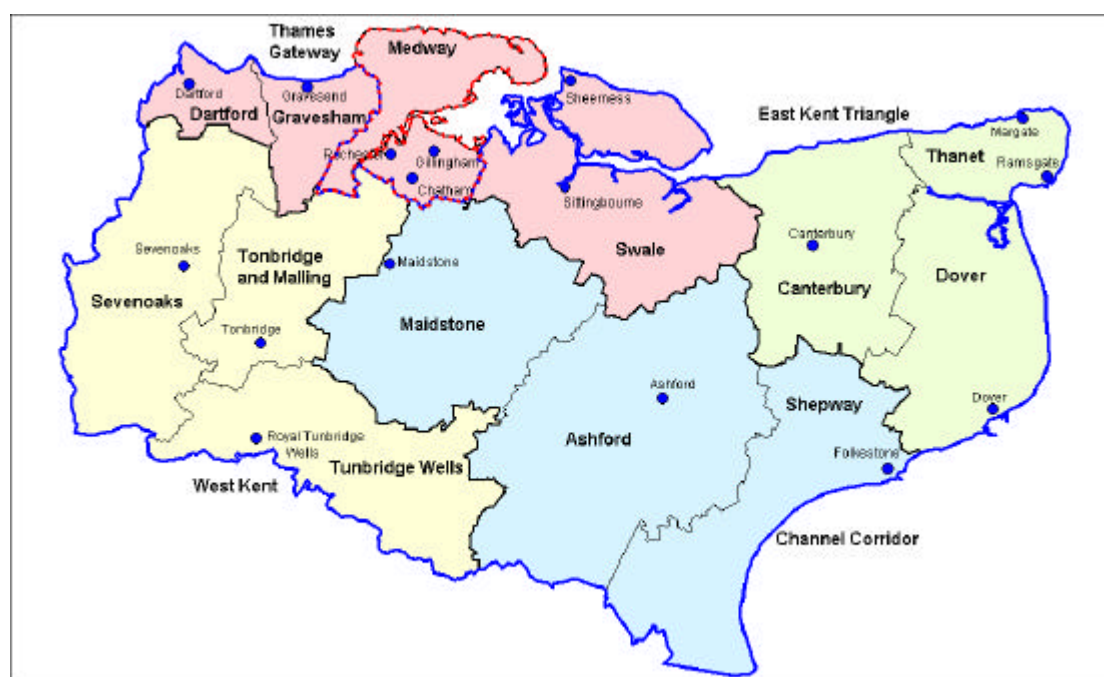 Thames
Gateway
Medway
Dartford
Dartford
Gravesend
Gravesham
Rochester
Gillingham
Chatham
Sheerness
Sittingbourne
Swale
East Kent Triangle
Margate
Thanet
Ramsgate
Canterbury
Canterbury
Dover
Dover
Sevenoaks
Sevenoaks
Tonbridge
and Malling
Tonbridge
Maidstone
Maidstone
Ashford
Ashford
Shepway
Folkestone
Royal Tunbridge
Wells
Tunbridge Wells
West Kent
Channel Corridor